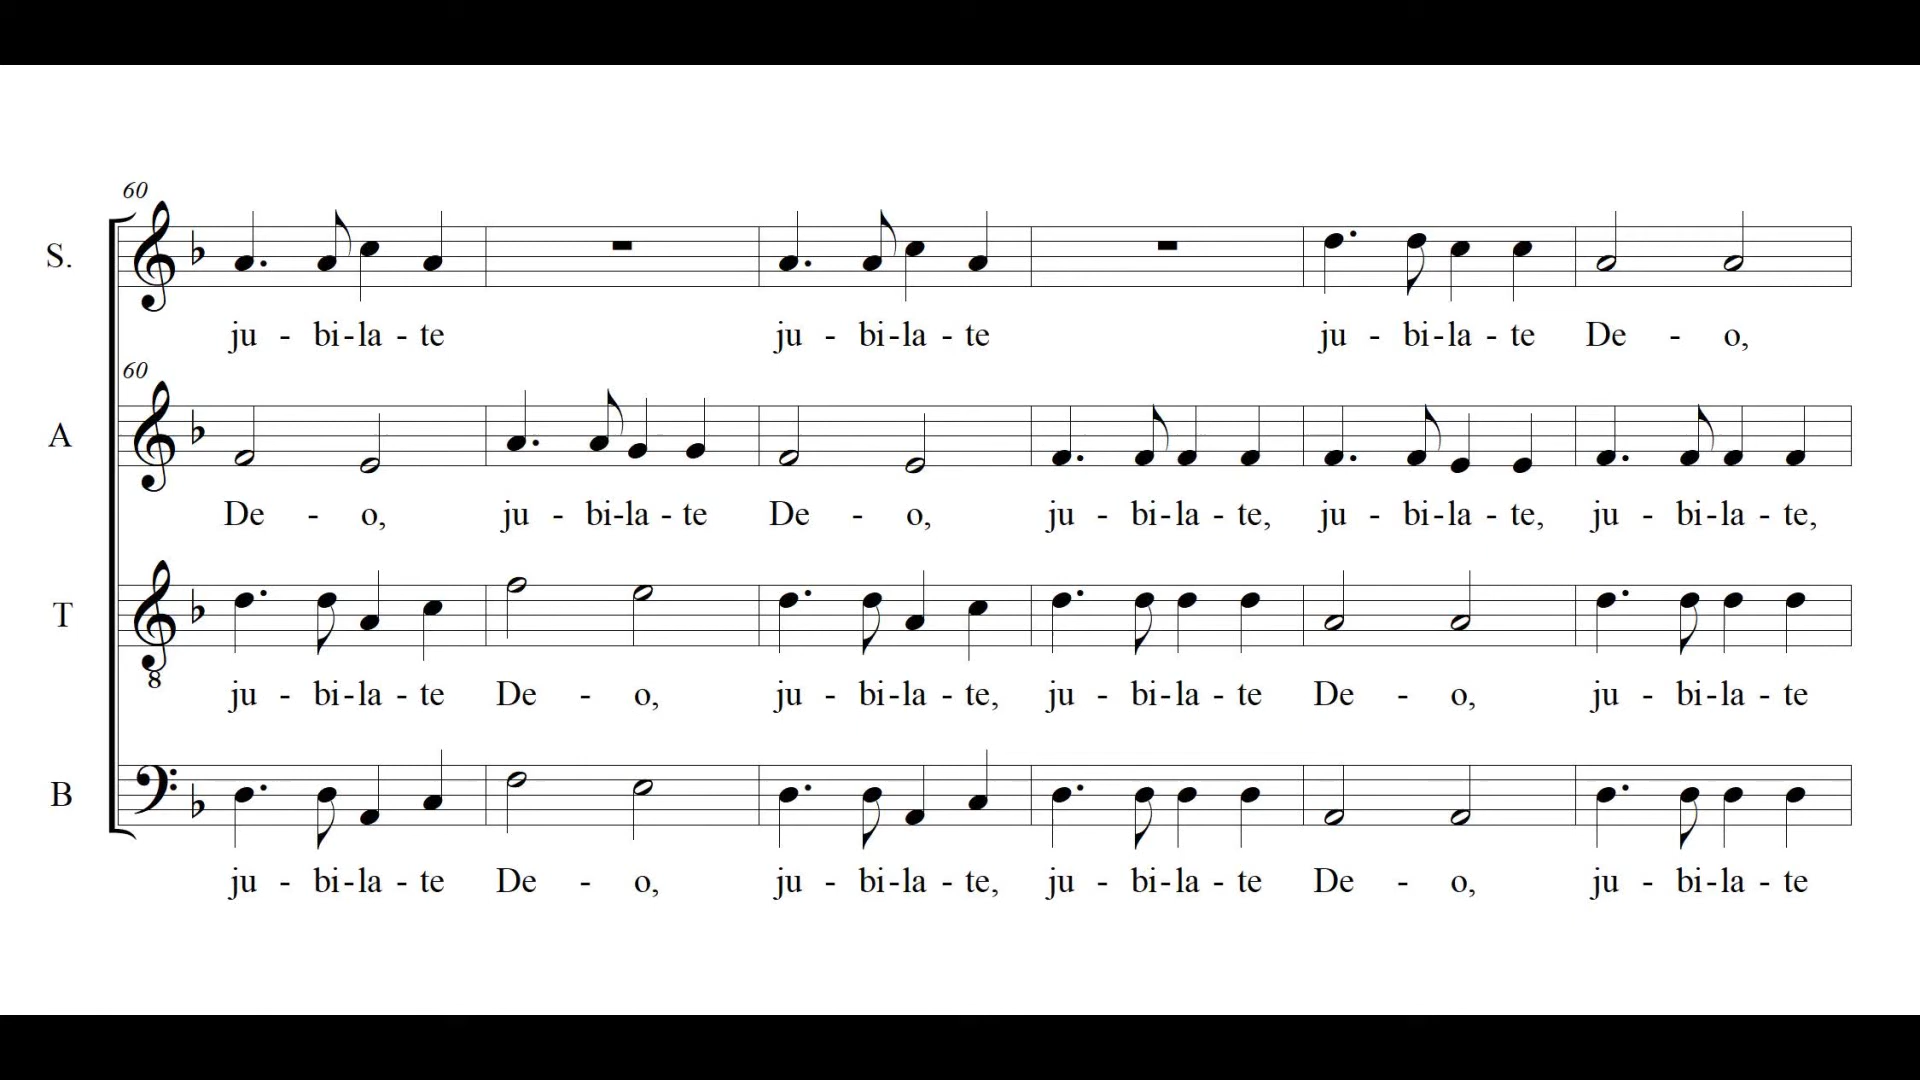 60
S.
ju - bi-la - te ju - bi-la - te ju - bi-la - te De - o,
60
A
De - o, ju - bi-la - te De - o, ju - bi-la - te, ju - bi-la - te, ju - bi-la - te,
T
8
ju - bi-la - te De - o, ju - bi-la - te, ju - bi-la - te De - o, ju - bi-la - te
B
ju - bi-la - te De - o, ju - bi-la - te, ju - bi-la - te De - o, ju - bi-la - te